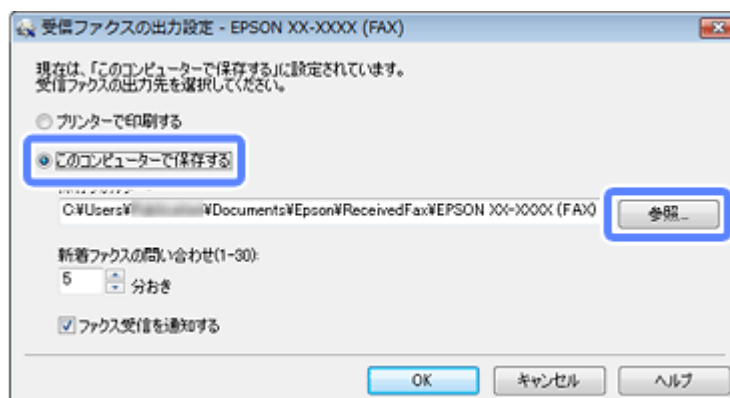 受信ファクスの出力設定 - EPSON XX-XXXX (FAX)
現在は、「このコンピューターで保存する」に設定されています。
受信ファクスの出力先を選択してください。
プリンターで印刷する
このコンピューターで保存する
C:¥Users¥ ¥Documents¥Epson¥ReceivedFax¥EPSON XX-XXXX (FAX)
参照...
新着ファクスの問い合わせ(1-30):
5 分おき
ファクス受信を通知する
OK キャンセル ヘルプ